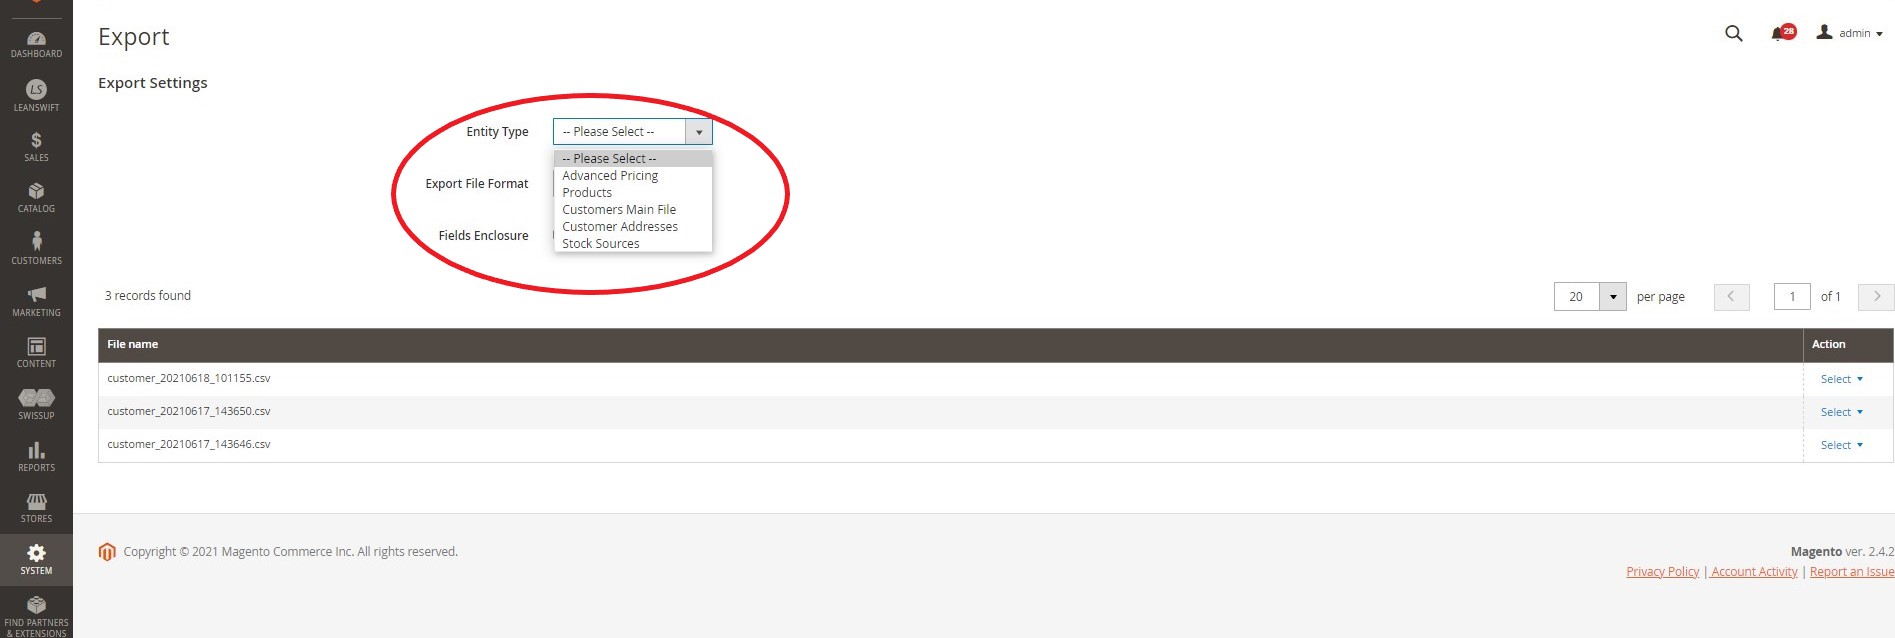 Export
28
admin
Export Settings
Entity Type
-- Please Select --
-- Please Select --
Advanced Pricing
Products
Customers Main File
Customer Addresses
Stock Sources
Export File Format
Fields Enclosure
3 records found
20
per page
1
of 1
File name
Action
customer_20210618_101155.csv
Select
customer_20210617_143650.csv
Select
customer_20210617_143646.csv
Select
DASHBOARD
LS
LEANSWIFT
$
SALES
CATALOG
CUSTOMERS
MARKETING
CONTENT
SWISSUP
REPORTS
STORES
SYSTEM
FIND PARTNERS
& EXTENSIONS
Copyright © 2021 Magento Commerce Inc. All rights reserved.
Magento ver. 2.4.2
Privacy Policy | Account Activity | Report an Issue